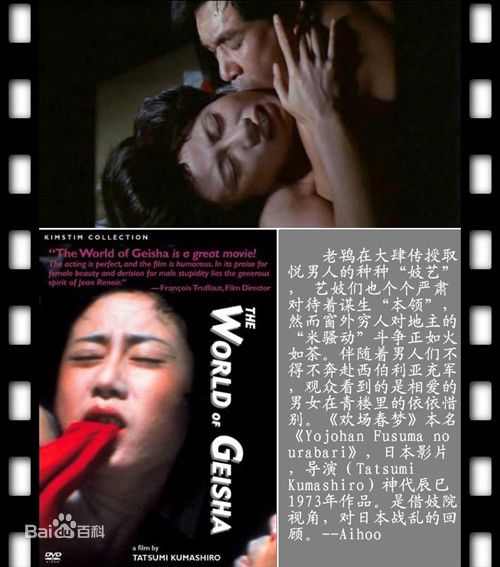 KIMSTIM COLLECTION
"The World of Geisha is a great movie!
The acting is perfect, and the film is humorous. In its praise for
female beauty and derision for male stupidity lies the generous
spirit of Jean Renoir."
—François Truffaut, Film Director
THE
WORLD OF GEISHA
Bai百科
DVD
VIDEO
a film by
TATSUMI KUMASHIRO
老鸨在大肆传授取
悦男人的种种“妓艺”
， 艺妓们也个个严肃
对待着谋生“本领”，
然而窗外穷人对地主的
“米骚动”斗争正如火
如荼。伴随着男人们不
得不奔赴西伯利亚充军
，观众看到的是相爱的
男女在青楼里的依依惜
别。《欢场春梦》本名
《Yojohan Fusuma no
urabari》，日本影片
，导演（Tatsumi
Kumashiro）神代辰巳
1973年作品。是借妓院
视角，对日本战乱的回
顾。--Aihoo